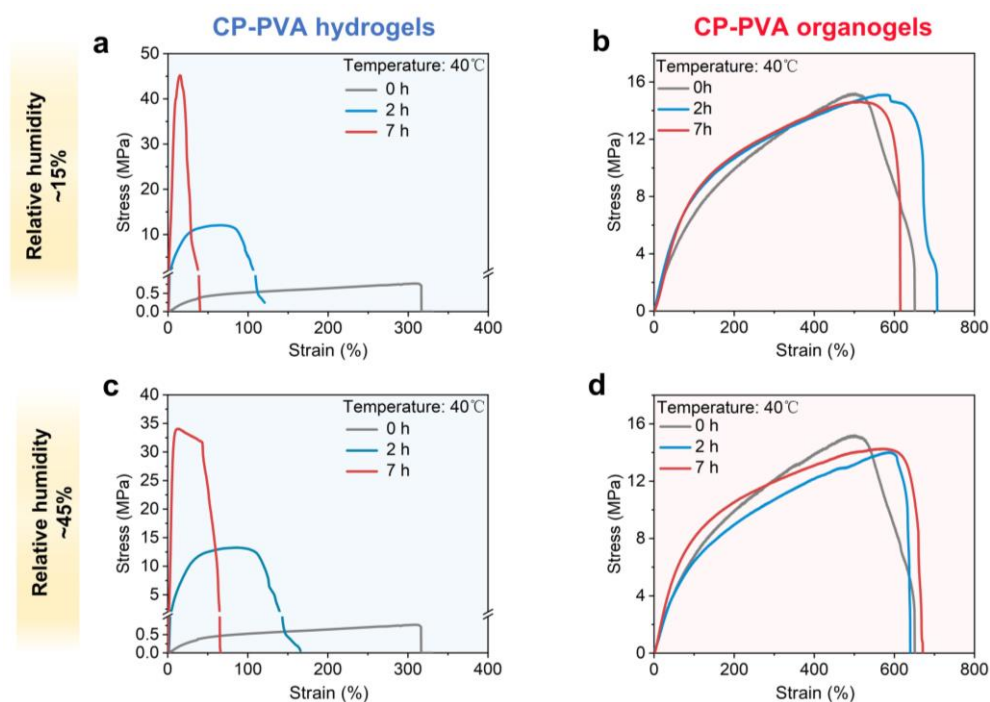 CP-PVA hydrogels
CP-PVA organogels
Relative humidity
~15%
a
Temperature: 40℃
0 h
2 h
7 h
Stress (MPa)
50
40
30
20
10
0.5
0.0
0
100
200
300
400
Strain (%)
b
Temperature: 40℃
0h
2h
7h
Stress (MPa)
16
12
8
4
0
0
200
400
600
800
Strain (%)
Relative humidity
~45%
c
Temperature: 40℃
0 h
2 h
7 h
Stress (MPa)
40
35
30
25
20
15
10
5
0.5
0.0
0
100
200
300
400
Strain (%)
d
Temperature: 40℃
0 h
2 h
7 h
Stress (MPa)
16
12
8
4
0
0
200
400
600
800
Strain (%)